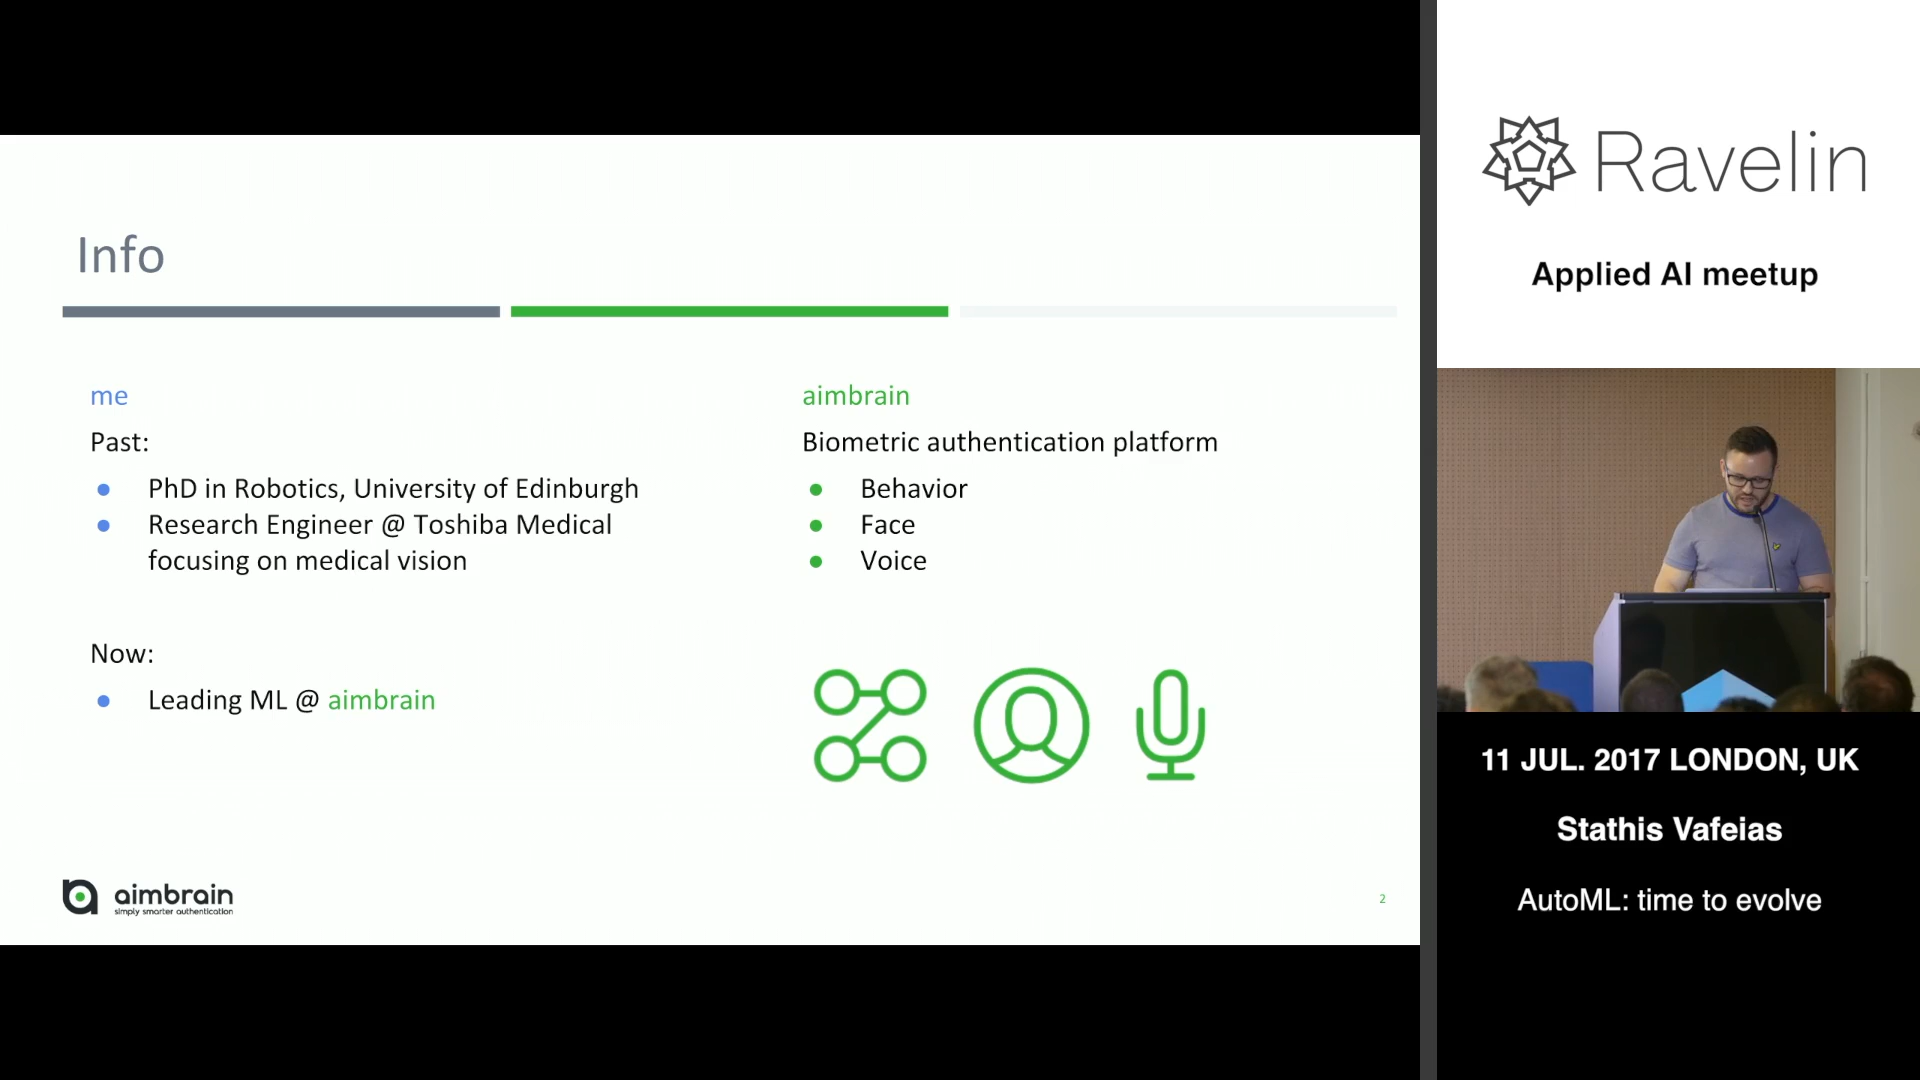 Info
me
Past:
PhD in Robotics, University of Edinburgh
Research Engineer @ Toshiba Medical
focusing on medical vision
Now:
Leading ML @ aimbrain
aimbrain
Biometric authentication platform
Behavior
Face
Voice
aimbrain
simply smarter authentication
2
Ravelin
Applied AI meetup
11 JUL. 2017 LONDON, UK
Stathis Vafeias
AutoML: time to evolve